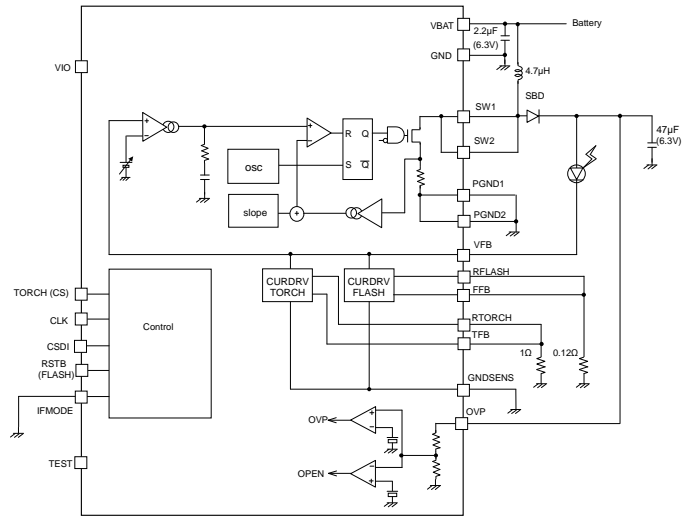 VBAT
Battery
2.2µF
(6.3V)
GND
4.7µH
VIO
SBD
SW1
47µF
(6.3V)
+
−
+
−
R Q
S Q
osc
SW2
slope
+
PGND1
PGND2
VFB
CURDRV
TORCH
CURDRV
FLASH
RFLASH
FFB
RTORCH
TFB
1Ω
0.12Ω
TORCH (CS)
CLK
Control
CSDI
RSTB
(FLASH)
IFMODE
GNDSENS
OVP
OVP
+
−
OPEN
−
+
TEST